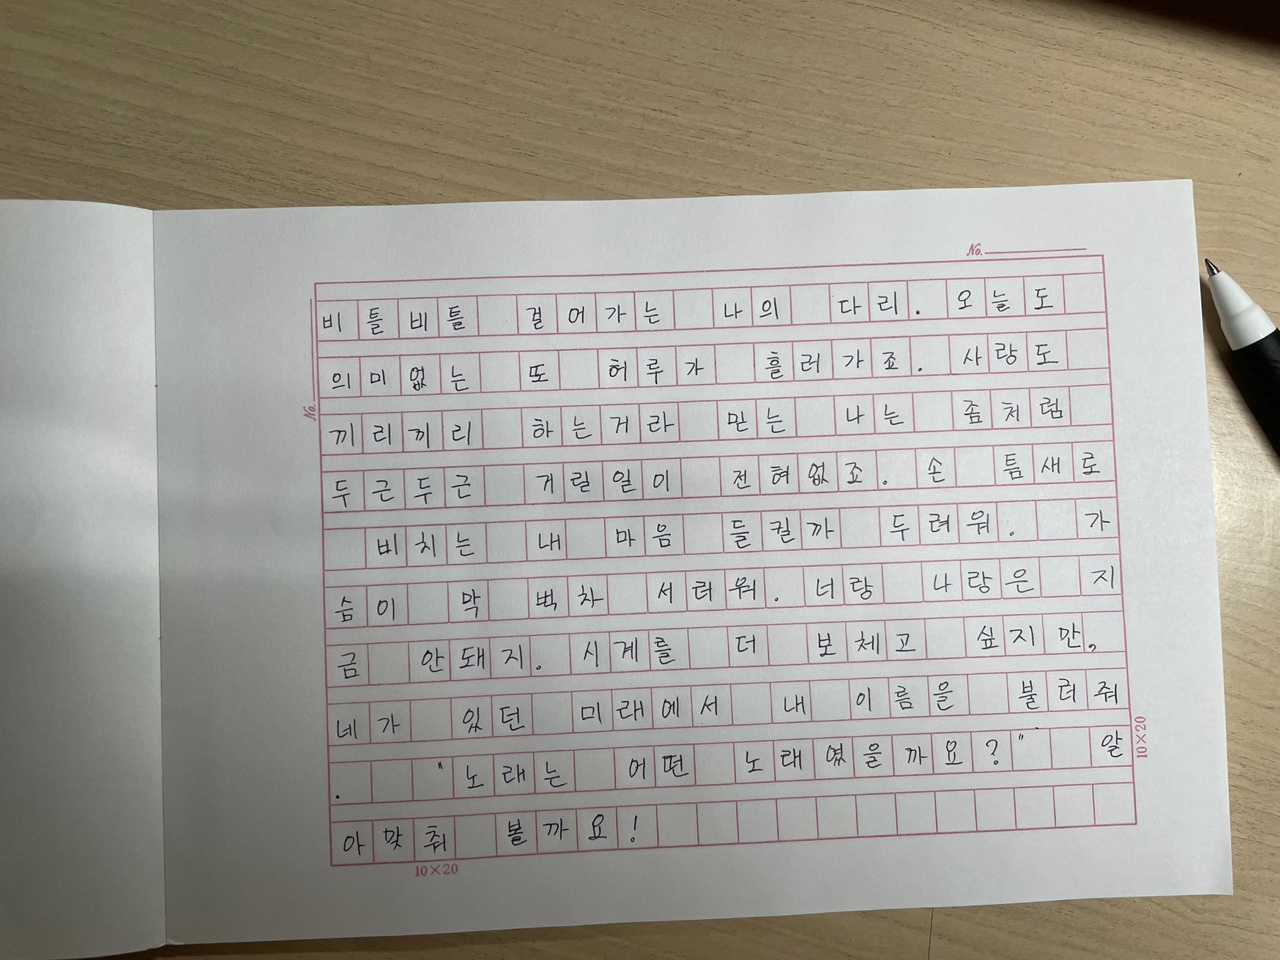 No.
No.
비틀비틀 걸어가는 나의 다리. 오늘도
의미없는 또 허루가 흘러가죠. 사랑도
끼리끼리 하는거라 믿는 나는 좀처럼
두근두근 거릴일이 전혀없죠. 손 틈새로
비치는 내 마음 들킬까 두려워. 가
슴이 막 벅차 서러워. 너랑 나랑은 지
금 안돼지. 시계를 더 보체고 싶지만,
네가 있던 미래에서 내 이름을 불러줘
. "노래는 어떤 노래였을까요?" 알
아맞춰 볼까요!
10×20
10×20